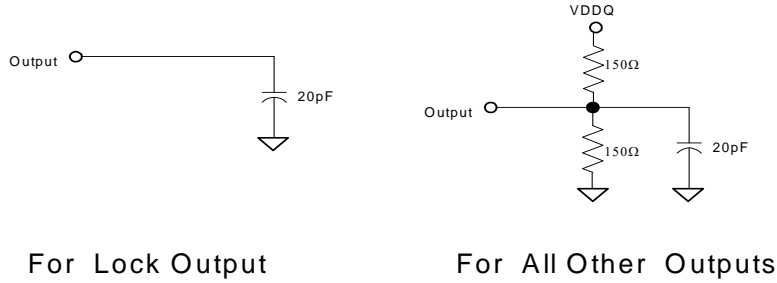 Output
20pF
For Lock Output
VDDQ
150Ω
Output
150Ω
20pF
For All Other Outputs